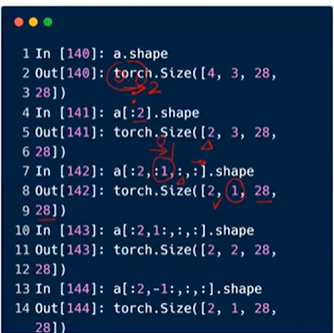 1 In [140]: a.shape
2 Out[140]: torch.Size([4, 3, 28,
3 28])
4 In [141]: a[:2].shape
5 Out[141]: torch.Size([2, 3, 28,
6 28])
7 In [142]: a[:2,:1,:,:].shape
8 Out[142]: torch.Size([2, 1, 28,
9 28])
10 In [143]: a[:2,1:,:,:].shape
11 Out[143]: torch.Size([2, 2, 28,
12 28])
13 In [144]: a[:2,-1:,:,:].shape
14 Out[144]: torch.Size([2, 1, 28,
28])